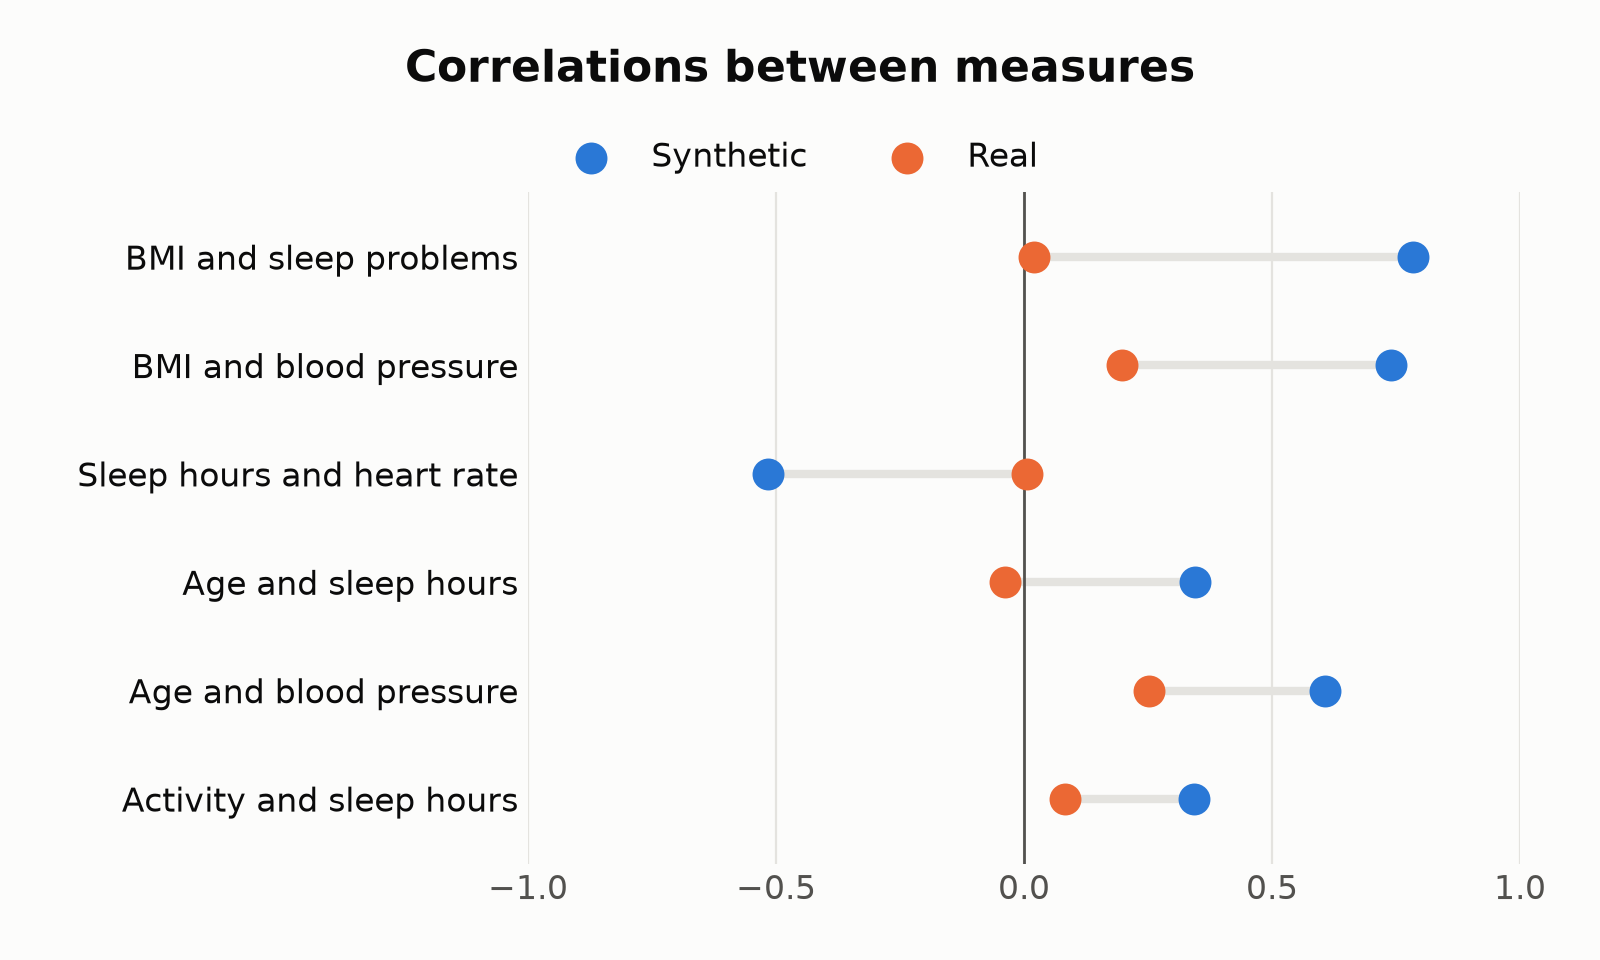 Correlations between measures
Synthetic Real
BMI and sleep problems
BMI and blood pressure
Sleep hours and heart rate
Age and sleep hours
Age and blood pressure
Activity and sleep hours
−1.0 −0.5 0.0 0.5 1.0